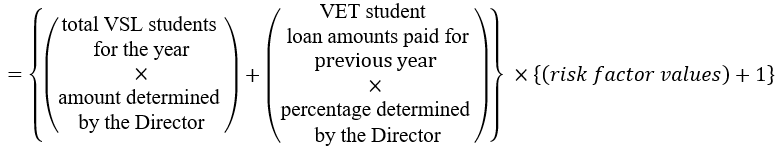 = {(total VSL students for the year × amount determined by the Director) + (VET student loan amounts paid for previous year × percentage determined by the Director)} × {(risk factor values) + 1}